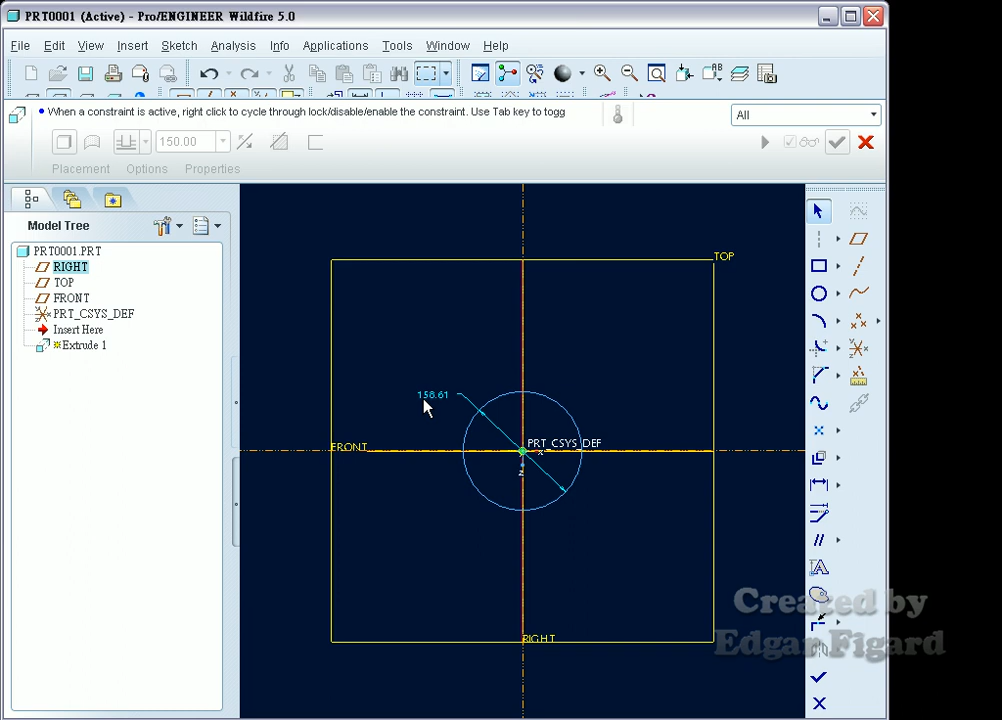 PRT0001 (Active) - Pro/ENGINEER Wildfire 5.0
File Edit View Insert Sketch Analysis Info Applications Tools Window Help
When a constraint is active, right click to cycle through lock/disable/enable the constraint. Use Tab key to togg
All
150.00
Placement Options Properties
Model Tree
PRT0001.PRT
RIGHT
TOP
FRONT
PRT_CSYS_DEF
Insert Here
Extrude 1
TOP
158.61
FRONT
PRT_CSYS_DEF
x
z
RIGHT
Created by
Edgar Figard